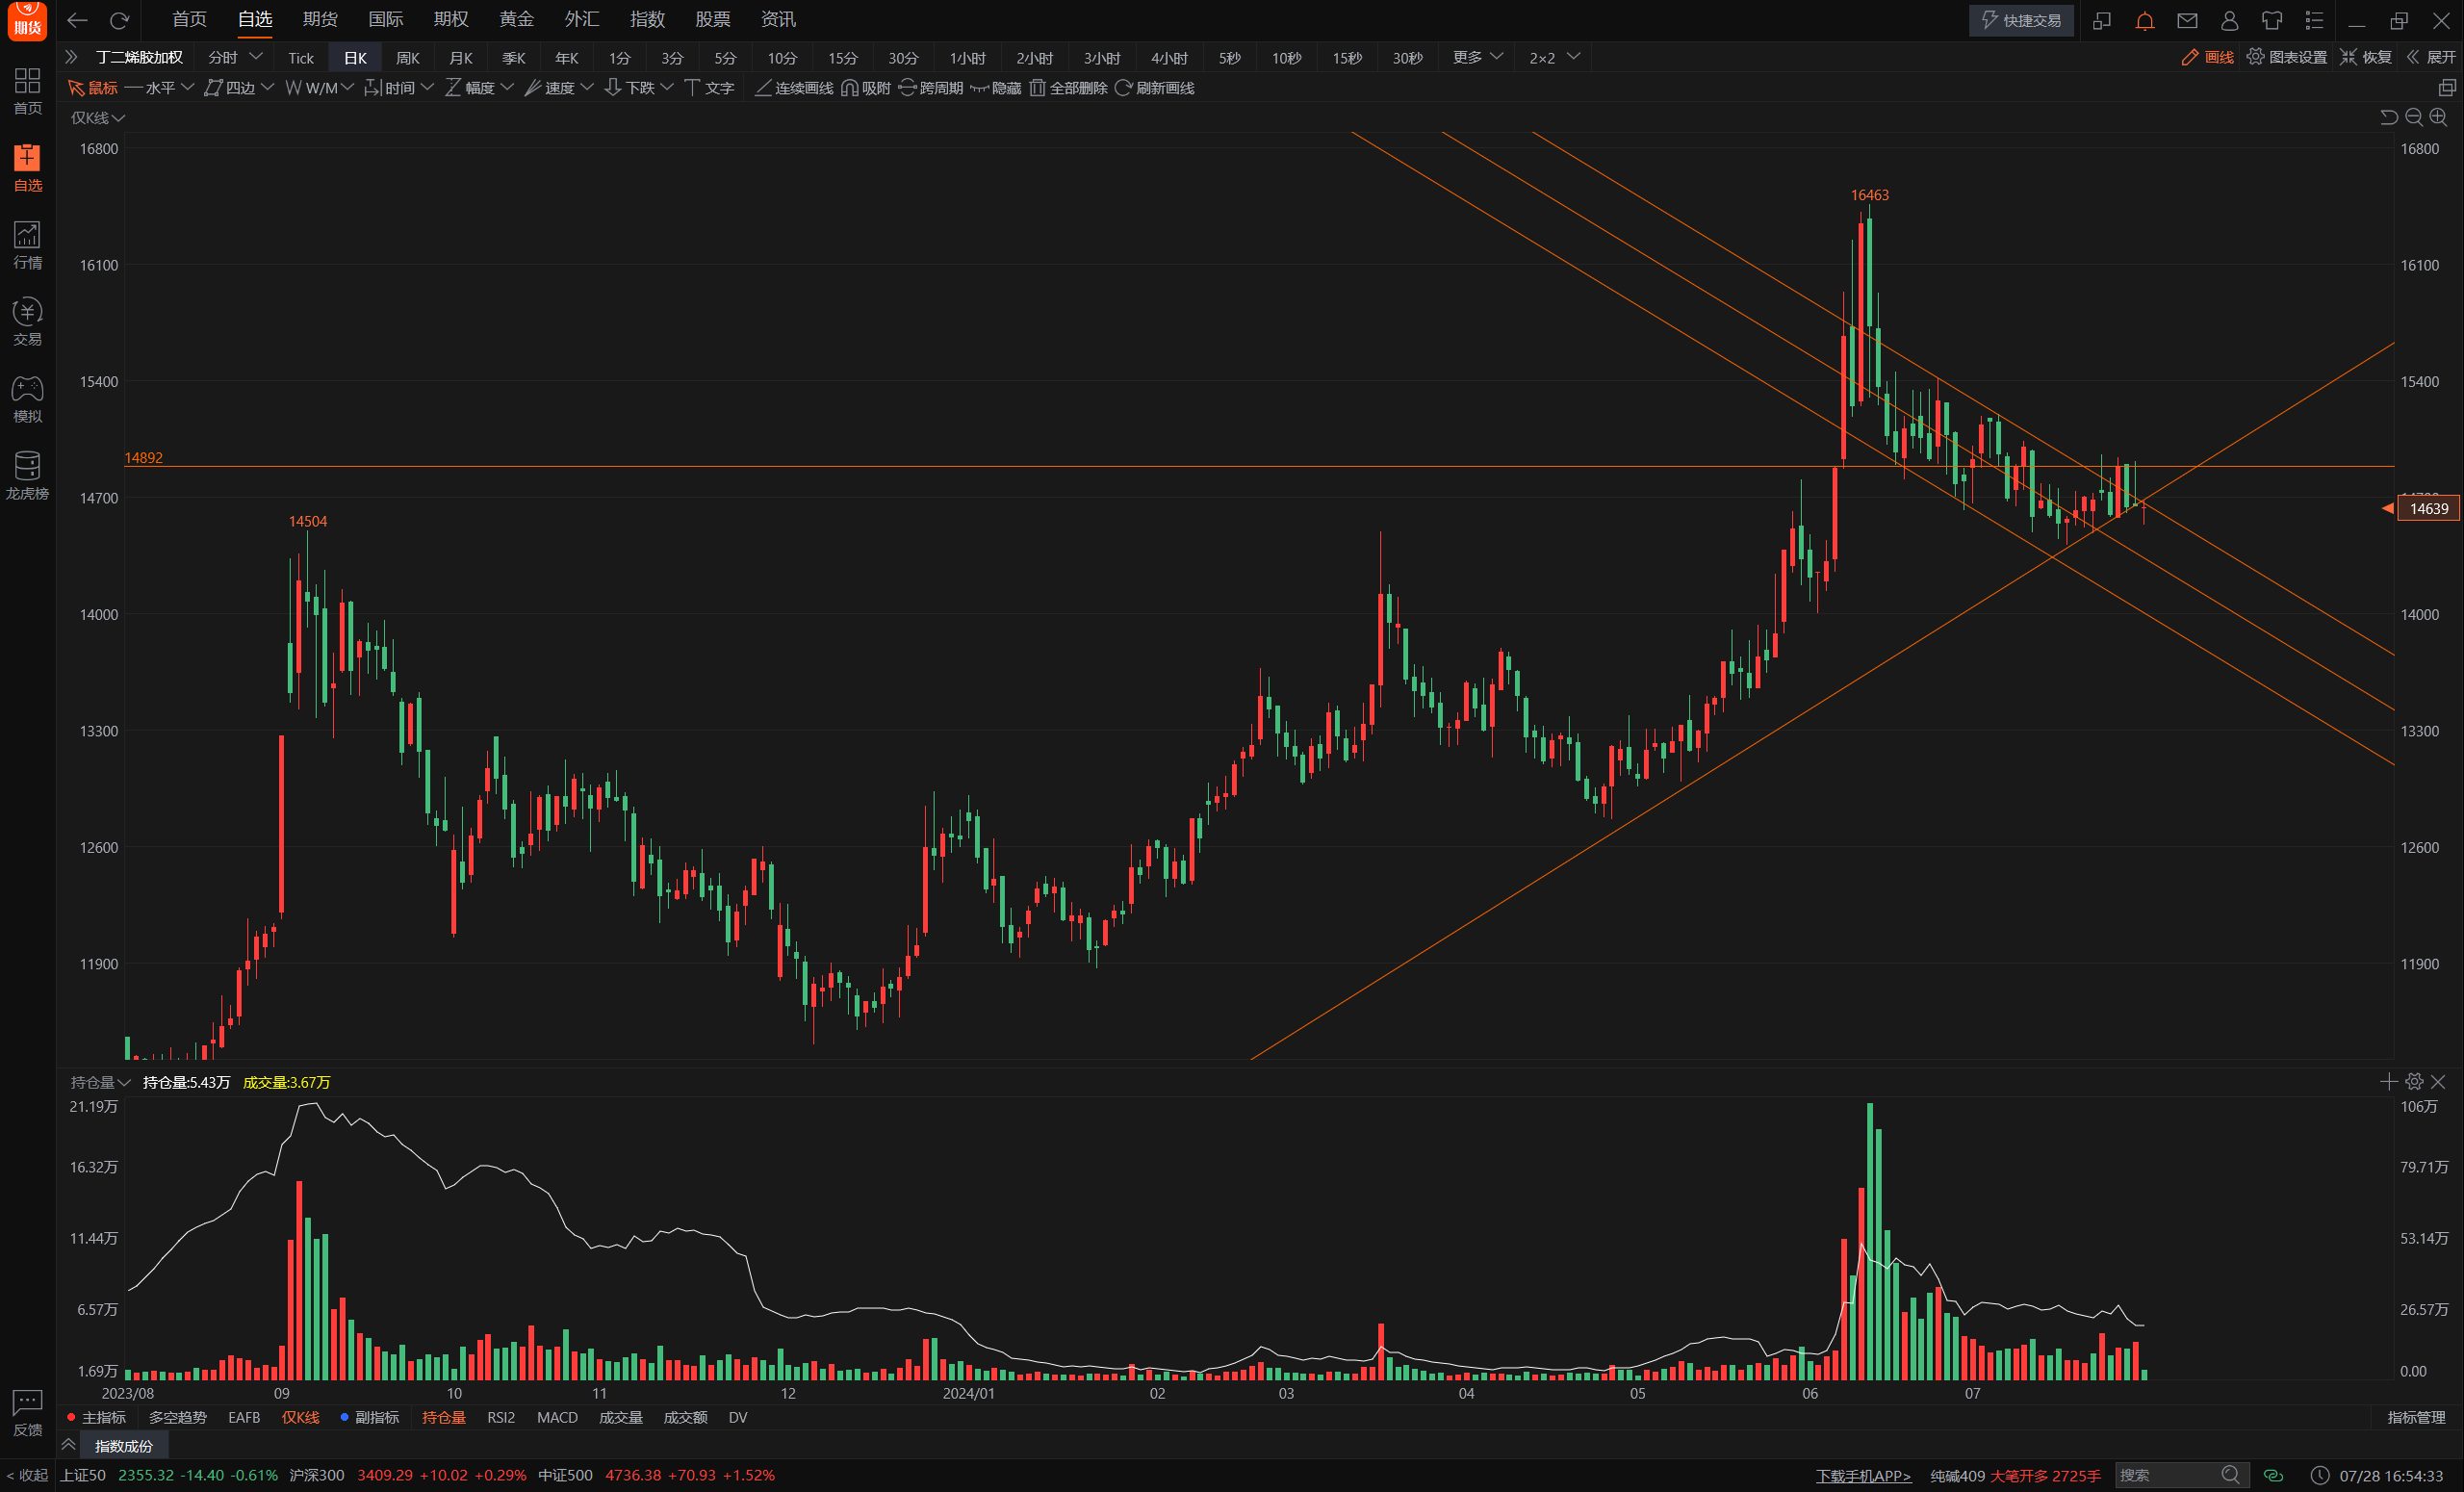 期货 首页 自选 期货 国际 期权 黄金 外汇 指数 股票 资讯 快捷交易
丁二烯胶加权 分时 Tick 日K 周K 月K 季K 年K 1分 3分 5分 10分 15分 30分 1小时 2小时 3小时 4小时 5秒 10秒 15秒 30秒 更多 2×2 画线 图表设置 恢复 展开
鼠标 水平 四边 W/M 时间 幅度 速度 下跌 文字 连续画线 吸附 跨周期 隐藏 全部删除 刷新画线
首页
自选
行情
交易
模拟
龙虎榜
反馈
< 收起
仅K线
16800 16800
16463
16100 16100
15400 15400
14892
14700
14639
14504
14000 14000
13300 13300
12600 12600
11900 11900
持仓量 持仓量:5.43万 成交量:3.67万
21.19万 106万
16.32万 79.71万
11.44万 53.14万
6.57万 26.57万
1.69万 0.00
2023/08 09 10 11 12 2024/01 02 03 04 05 06 07
主指标 多空趋势 EAFB 仅K线 副指标 持仓量 RSI2 MACD 成交量 成交额 DV 指标管理
指数成份
上证50 2355.32 -14.40 -0.61% 沪深300 3409.29 +10.02 +0.29% 中证500 4736.38 +70.93 +1.52% 下载手机APP> 纯碱409 大笔开多 2725手 搜索 07/28 16:54:33